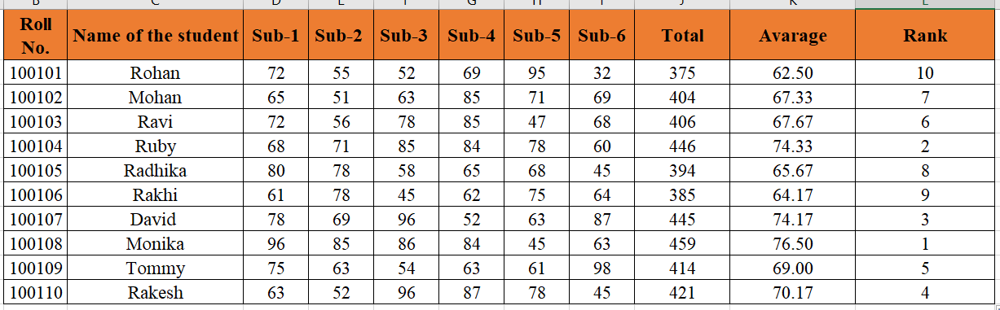 B C D E F G H I J K L
Roll No. Name of the student Sub-1 Sub-2 Sub-3 Sub-4 Sub-5 Sub-6 Total Avarage Rank
100101 Rohan 72 55 52 69 95 32 375 62.50 10
100102 Mohan 65 51 63 85 71 69 404 67.33 7
100103 Ravi 72 56 78 85 47 68 406 67.67 6
100104 Ruby 68 71 85 84 78 60 446 74.33 2
100105 Radhika 80 78 58 65 68 45 394 65.67 8
100106 Rakhi 61 78 45 62 75 64 385 64.17 9
100107 David 78 69 96 52 63 87 445 74.17 3
100108 Monika 96 85 86 84 45 63 459 76.50 1
100109 Tommy 75 63 54 63 61 98 414 69.00 5
100110 Rakesh 63 52 96 87 78 45 421 70.17 4